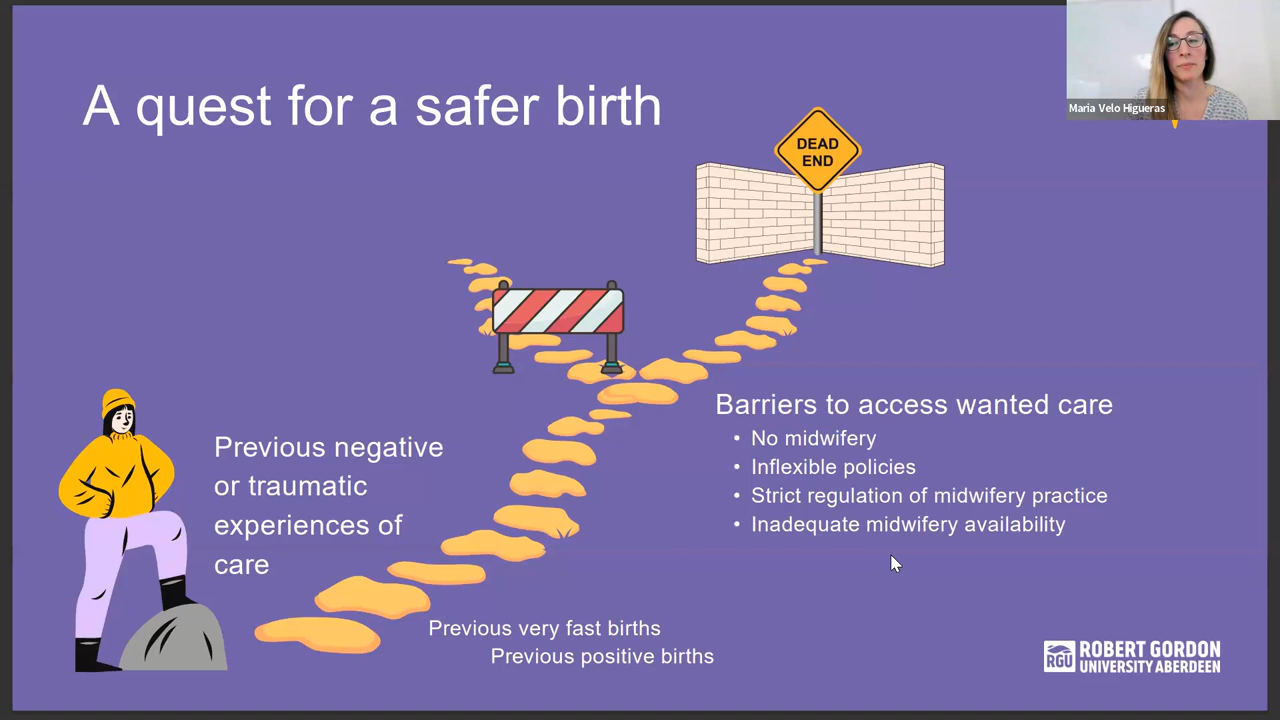 A quest for a safer birth
Maria Velo Higueras
DEAD
END
Barriers to access wanted care
• No midwifery
• Inflexible policies
• Strict regulation of midwifery practice
• Inadequate midwifery availability
Previous negative
or traumatic
experiences of
care
Previous very fast births
Previous positive births
RGU
ROBERT GORDON
UNIVERSITY ABERDEEN